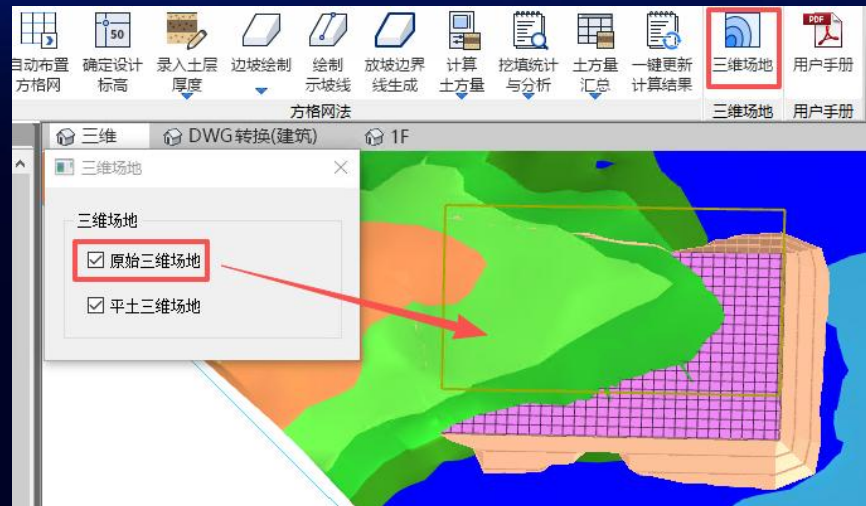 50
PDF
自动布置
方格网
确定设计
标高
录入土层
厚度
边坡绘制
绘制
示坡线
放坡边界
线生成
计算
土方量
挖填统计
与分析
土方量
汇总
一键更新
计算结果
三维场地
用户手册
方格网法
三维场地
用户手册
三维
DWG转换(建筑)
1F
三维场地
三维场地
原始三维场地
平土三维场地